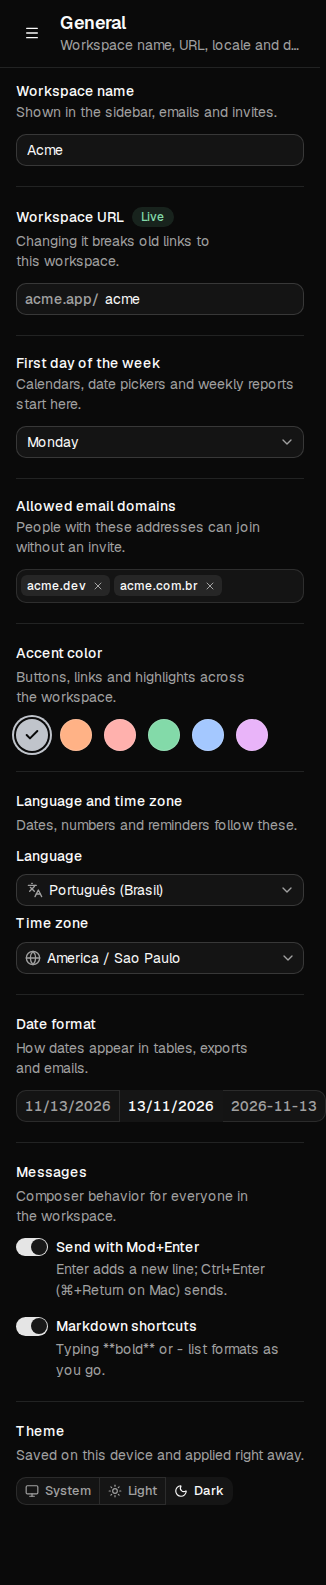 General
Workspace name, URL, locale and d...
Workspace name
Shown in the sidebar, emails and invites.
Acme
Workspace URL Live
Changing it breaks old links to
this workspace.
acme.app/ acme
First day of the week
Calendars, date pickers and weekly reports
start here.
Monday
Allowed email domains
People with these addresses can join
without an invite.
acme.dev acme.com.br
Accent color
Buttons, links and highlights across
the workspace.
Language and time zone
Dates, numbers and reminders follow these.
Language
Português (Brasil)
Time zone
America / Sao Paulo
Date format
How dates appear in tables, exports
and emails.
11/13/2026 13/11/2026 2026-11-13
Messages
Composer behavior for everyone in
the workspace.
Send with Mod+Enter
Enter adds a new line; Ctrl+Enter
(⌘+Return on Mac) sends.
Markdown shortcuts
Typing **bold** or - list formats as
you go.
Theme
Saved on this device and applied right away.
System Light Dark